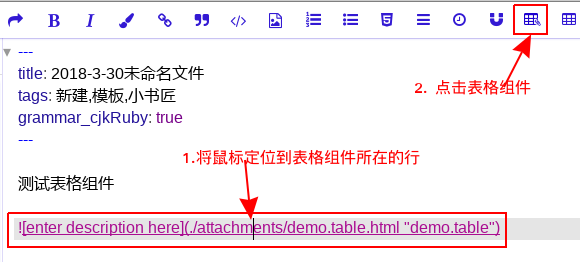 2. 点击表格组件
---
title: 2018-3-30未命名文件
tags: 新建,模板,小书匠
grammar_cjkRuby: true
---
1.将鼠标定位到表格组件所在的行
测试表格组件
![enter description here](./attachments/demo.table.html "demo.table")